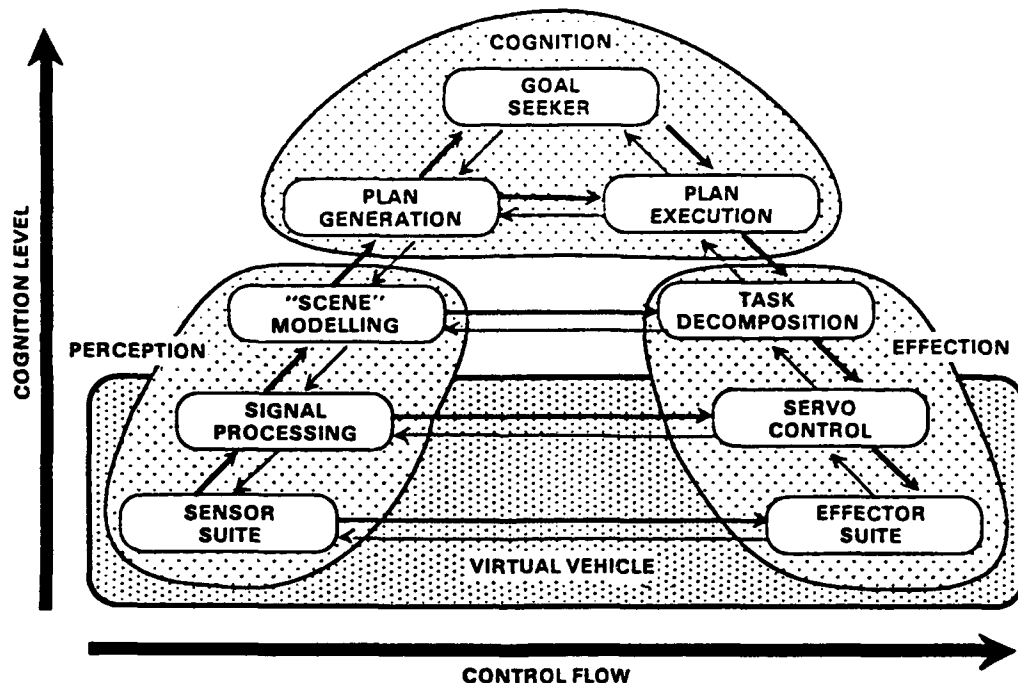 COGNITION
GOAL
SEEKER
PLAN
GENERATION
PLAN
EXECUTION
"SCENE"
MODELLING
TASK
DECOMPOSITION
PERCEPTION
EFFECTION
SIGNAL
PROCESSING
SERVO
CONTROL
SENSOR
SUITE
EFFECTOR
SUITE
VIRTUAL VEHICLE
COGNITION LEVEL
CONTROL FLOW